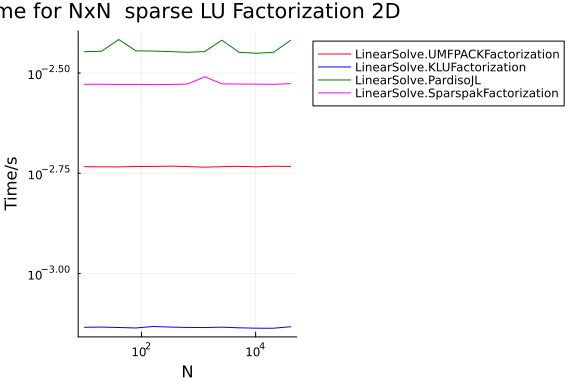 me for NxN sparse LU Factorization 2D
LinearSolve.UMFPACKFactorization
LinearSolve.KLUFactorization
LinearSolve.PardisoJL
LinearSolve.SparspakFactorization
Time/s
10^−2.50
10^−2.75
10^−3.00
10^2
10^4
N